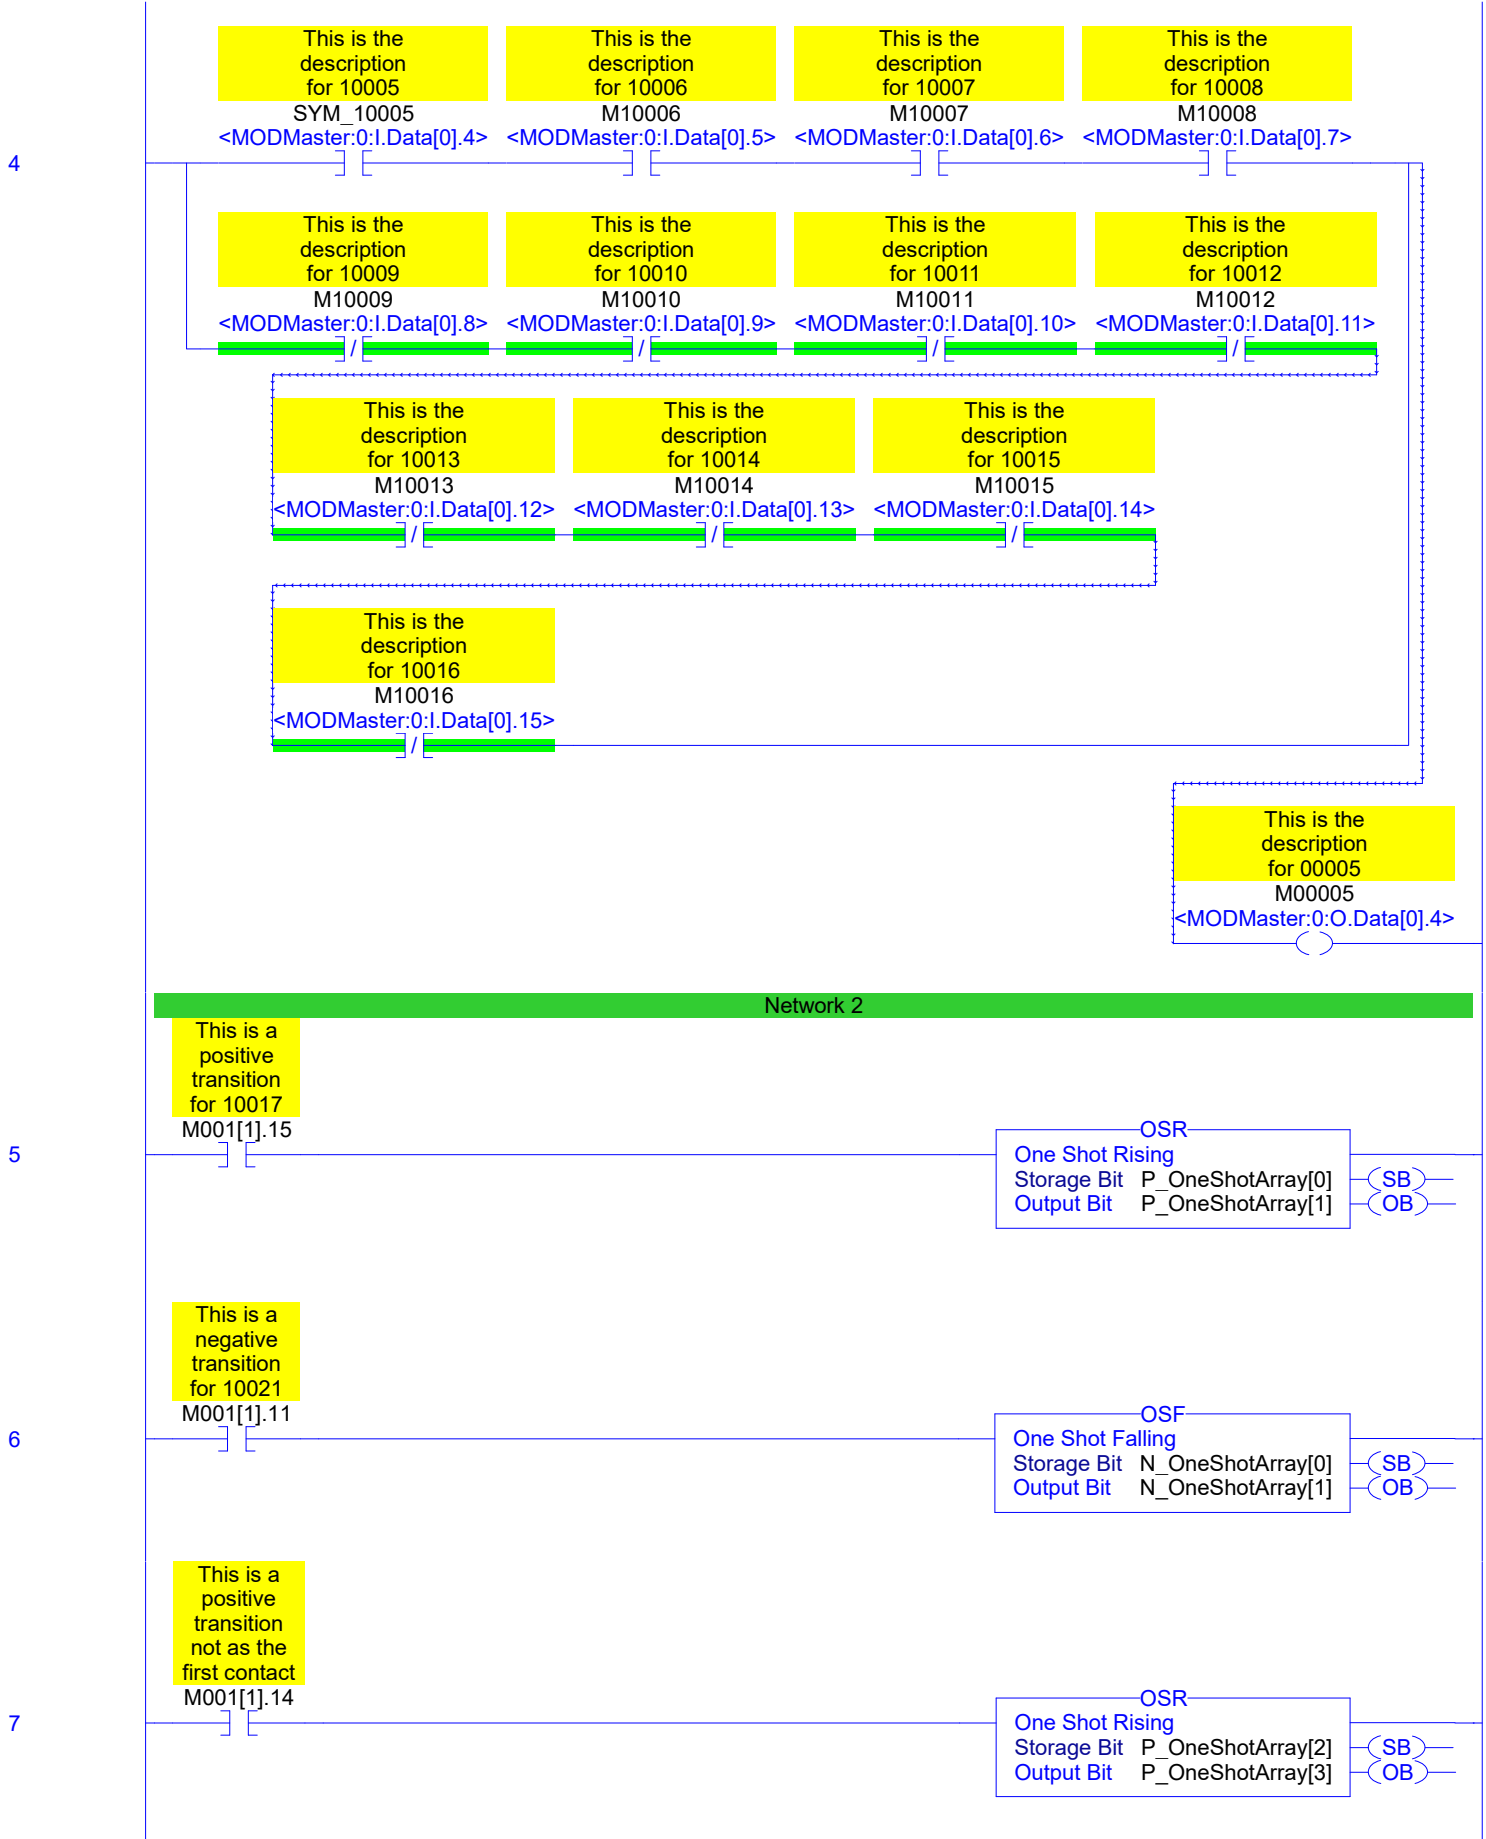 This is the description for 10005
SYM_10005
<MODMaster:0:I.Data[0].4>
This is the description for 10006
M10006
<MODMaster:0:I.Data[0].5>
This is the description for 10007
M10007
<MODMaster:0:I.Data[0].6>
This is the description for 10008
M10008
<MODMaster:0:I.Data[0].7>
4
This is the description for 10009
M10009
<MODMaster:0:I.Data[0].8>
This is the description for 10010
M10010
<MODMaster:0:I.Data[0].9>
This is the description for 10011
M10011
<MODMaster:0:I.Data[0].10>
This is the description for 10012
M10012
<MODMaster:0:I.Data[0].11>
This is the description for 10013
M10013
<MODMaster:0:I.Data[0].12>
This is the description for 10014
M10014
<MODMaster:0:I.Data[0].13>
This is the description for 10015
M10015
<MODMaster:0:I.Data[0].14>
This is the description for 10016
M10016
<MODMaster:0:I.Data[0].15>
This is the description for 00005
M00005
<MODMaster:0:O.Data[0].4>
Network 2
This is a positive transition for 10017
M001[1].15
5
OSR
One Shot Rising
Storage Bit P_OneShotArray[0]
SB
Output Bit P_OneShotArray[1]
OB
This is a negative transition for 10021
M001[1].11
6
OSF
One Shot Falling
Storage Bit N_OneShotArray[0]
SB
Output Bit N_OneShotArray[1]
OB
This is a positive transition not as the first contact
M001[1].14
7
OSR
One Shot Rising
Storage Bit P_OneShotArray[2]
SB
Output Bit P_OneShotArray[3]
OB